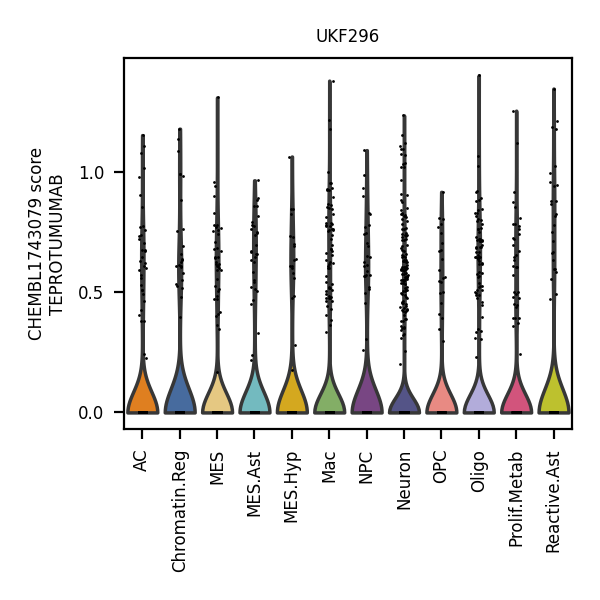 UKF296
CHEMBL1743079 score
TEPROTUMUMAB
1.0
0.5
0.0
AC
Chromatin.Reg
MES
MES.Ast
MES.Hyp
Mac
NPC
Neuron
OPC
Oligo
Prolif.Metab
Reactive.Ast